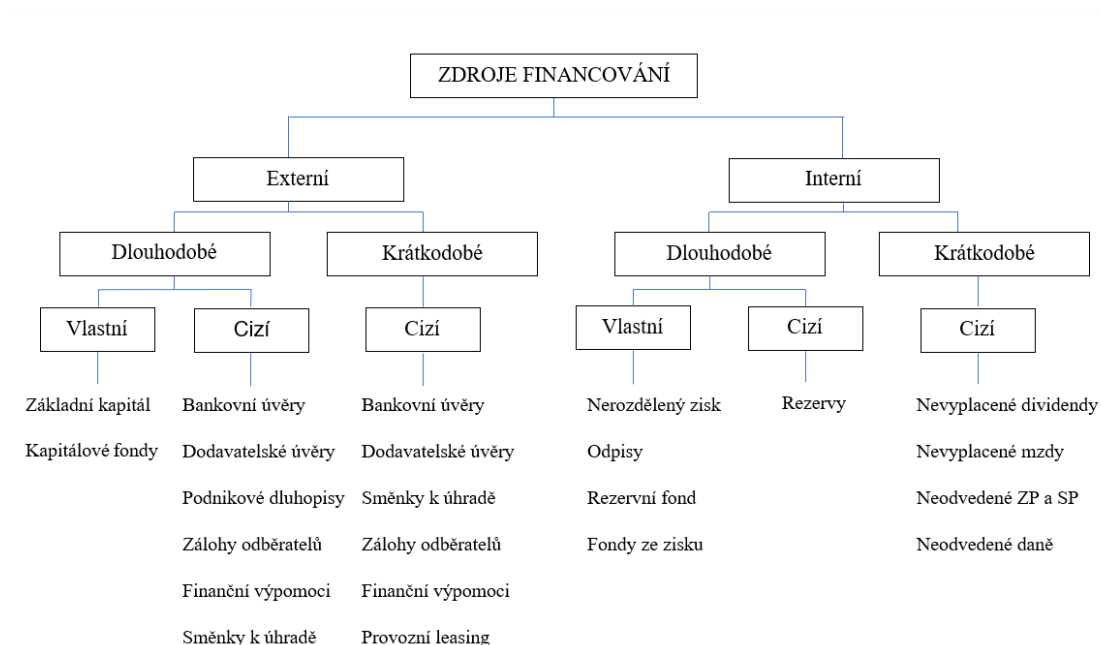 ZDROJE FINANCOVÁNÍ
Externí
Interní
Dlouhodobé
Krátkodobé
Dlouhodobé
Krátkodobé
Vlastní
Cizí
Cizí
Vlastní
Cizí
Cizí
Základní kapitál
Kapitálové fondy
Bankovní úvěry
Dodavatelské úvěry
Podnikové dluhopisy
Zálohy odběratelů
Finanční výpomoci
Směnky k úhradě
Bankovní úvěry
Dodavatelské úvěry
Směnky k úhradě
Zálohy odběratelů
Finanční výpomoci
Provozní leasing
Nerozdělený zisk
Odpisy
Rezervní fond
Fondy ze zisku
Rezervy
Nevyplacené dividendy
Nevyplacené mzdy
Neodvedené ZP a SP
Neodvedené daně